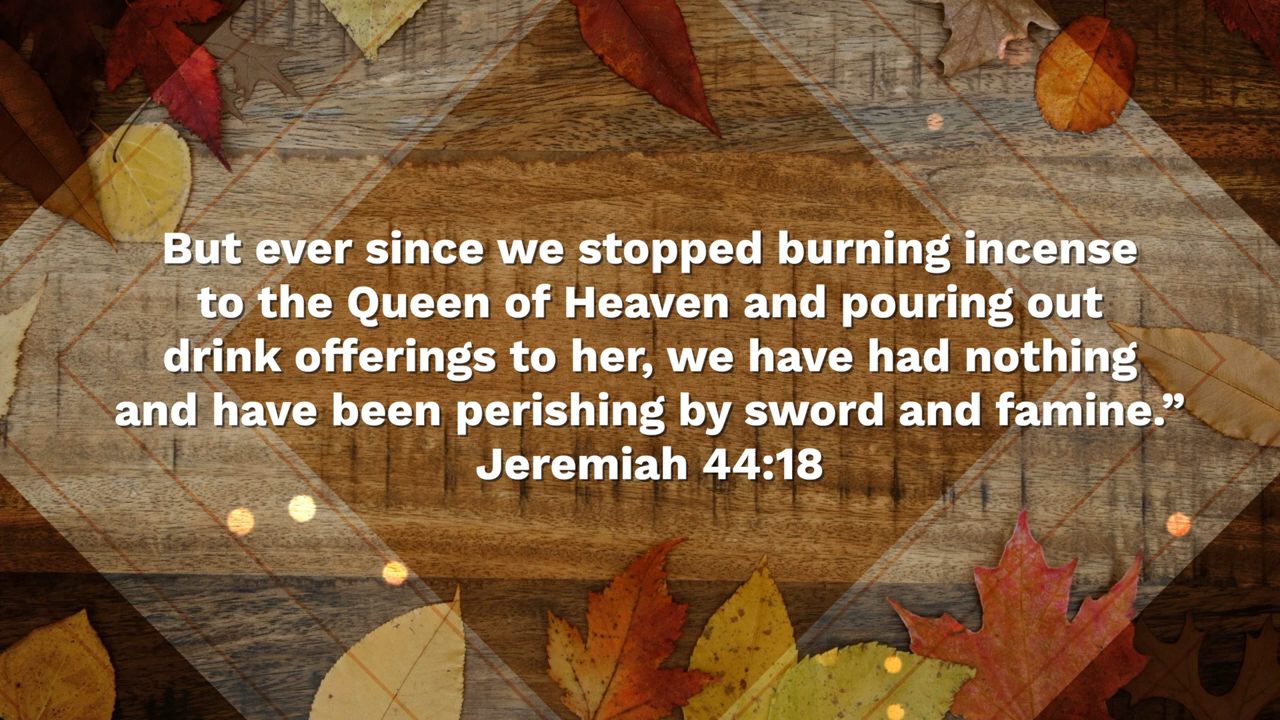 But ever since we stopped burning incense
to the Queen of Heaven and pouring out
drink offerings to her, we have had nothing
and have been perishing by sword and famine.”
Jeremiah 44:18